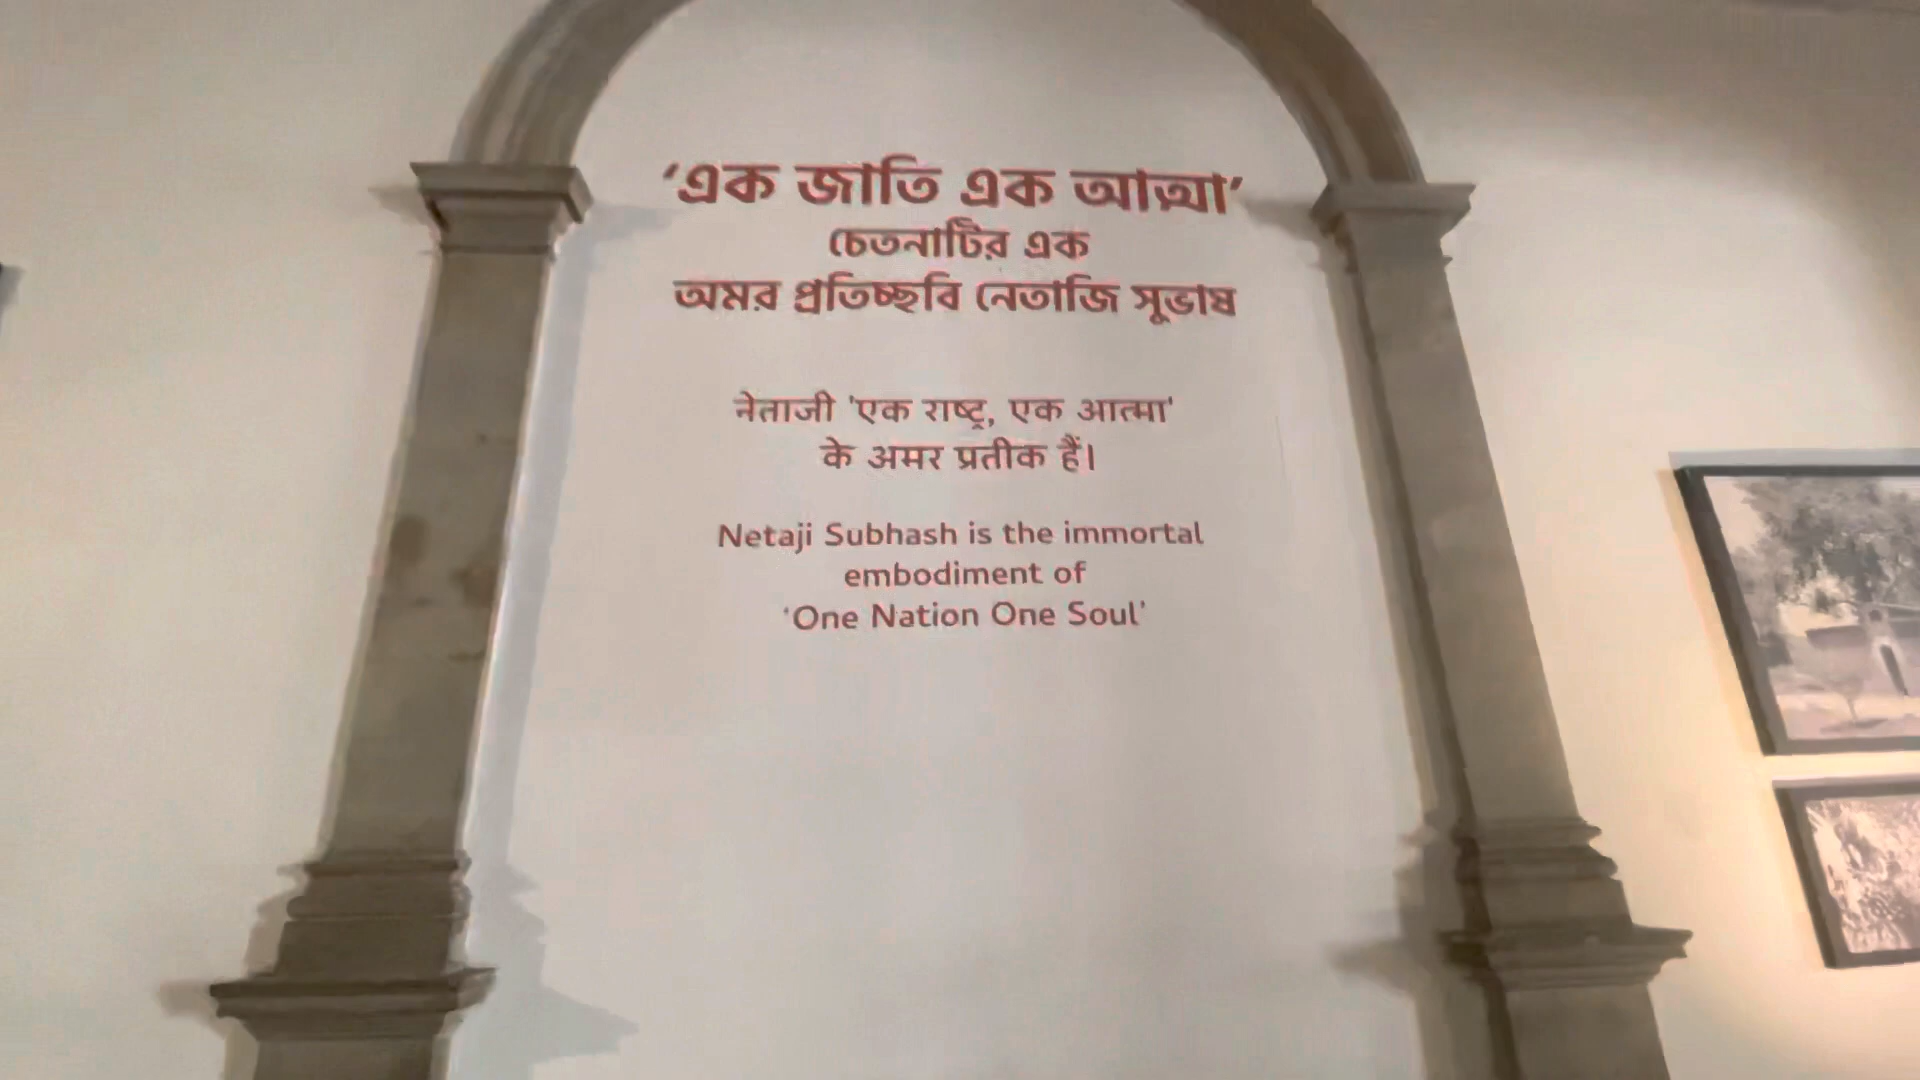 ‘এক জাতি এক আত্মা’
চেতনাটির এক
অমর প্রতিচ্ছবি নেতাজি সুভাষ
नेताजी 'एक राष्ट्र, एक आत्मा'
के अमर प्रतीक हैं।
Netaji Subhash is the immortal
embodiment of
‘One Nation One Soul’